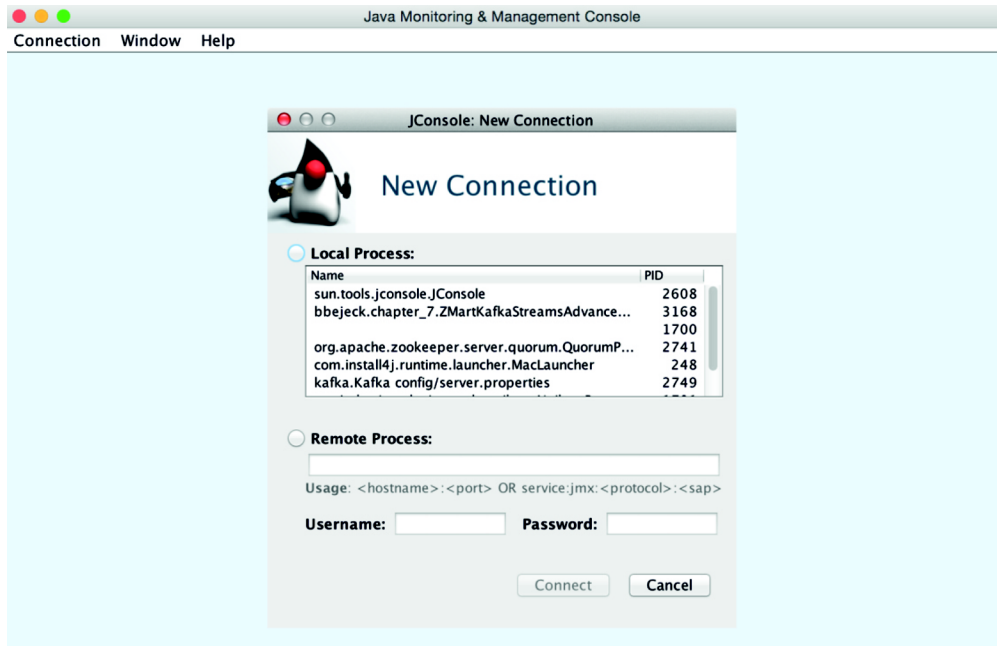 Java Monitoring & Management Console
Connection Window Help
JConsole: New Connection
New Connection
Local Process:
Name PID
sun.tools.jconsole.JConsole 2608
bbejeck.chapter_7.ZMartKafkaStreamsAdvance... 3168
1700
org.apache.zookeeper.server.quorum.QuorumP... 2741
com.install4j.runtime.launcher.MacLauncher 248
kafka.Kafka config/server.properties 2749
Remote Process:
Usage: <hostname>:<port> OR service:jmx:<protocol>:<sap>
Username: Password:
Connect Cancel